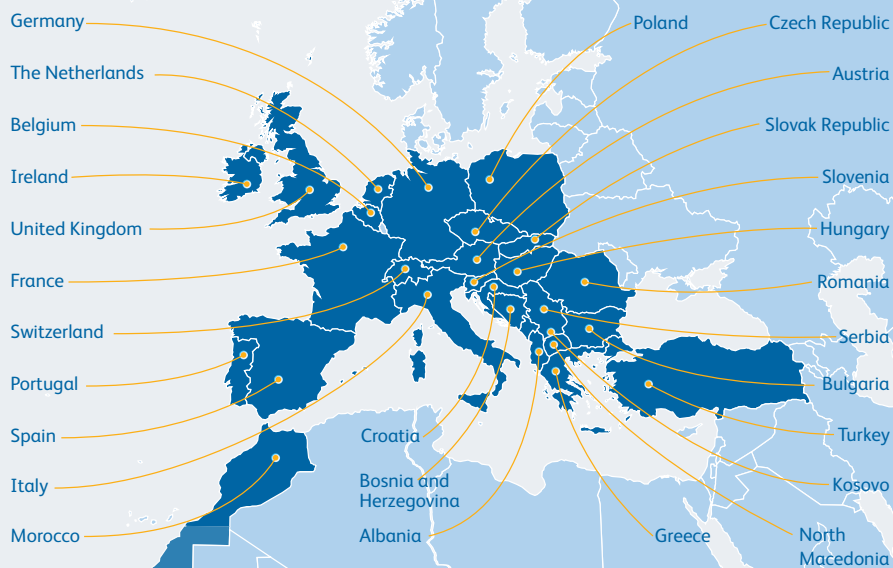 Germany
The Netherlands
Belgium
Ireland
United Kingdom
France
Switzerland
Portugal
Spain
Italy
Morocco
Croatia
Bosnia and
Herzegovina
Albania
Poland
Czech Republic
Austria
Slovak Republic
Slovenia
Hungary
Romania
Serbia
Bulgaria
Turkey
Kosovo
Greece
North
Macedonia